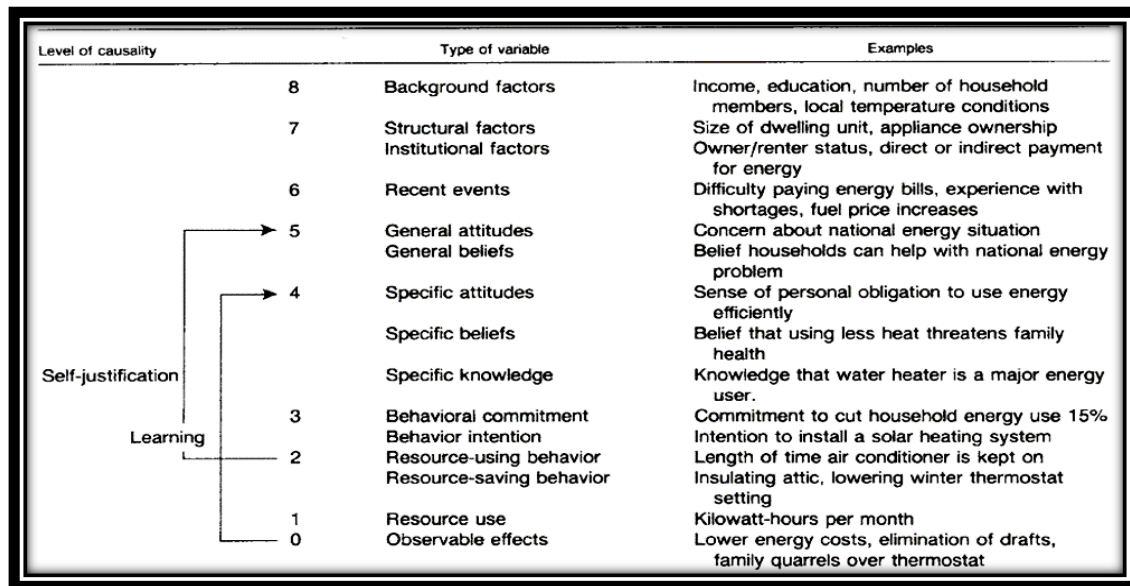 Level of causality Type of variable Examples
8 Background factors Income, education, number of household
members, local temperature conditions
7 Structural factors Size of dwelling unit, appliance ownership
Institutional factors Owner/renter status, direct or indirect payment
for energy
6 Recent events Difficulty paying energy bills, experience with
shortages, fuel price increases
5 General attitudes Concern about national energy situation
General beliefs Belief households can help with national energy
problem
4 Specific attitudes Sense of personal obligation to use energy
efficiently
Specific beliefs Belief that using less heat threatens family
health
Self-justification Specific knowledge Knowledge that water heater is a major energy
user.
3 Behavioral commitment Commitment to cut household energy use 15%
Learning Behavior intention Intention to install a solar heating system
2 Resource-using behavior Length of time air conditioner is kept on
Resource-saving behavior Insulating attic, lowering winter thermostat
setting
1 Resource use Kilowatt-hours per month
0 Observable effects Lower energy costs, elimination of drafts,
family quarrels over thermostat